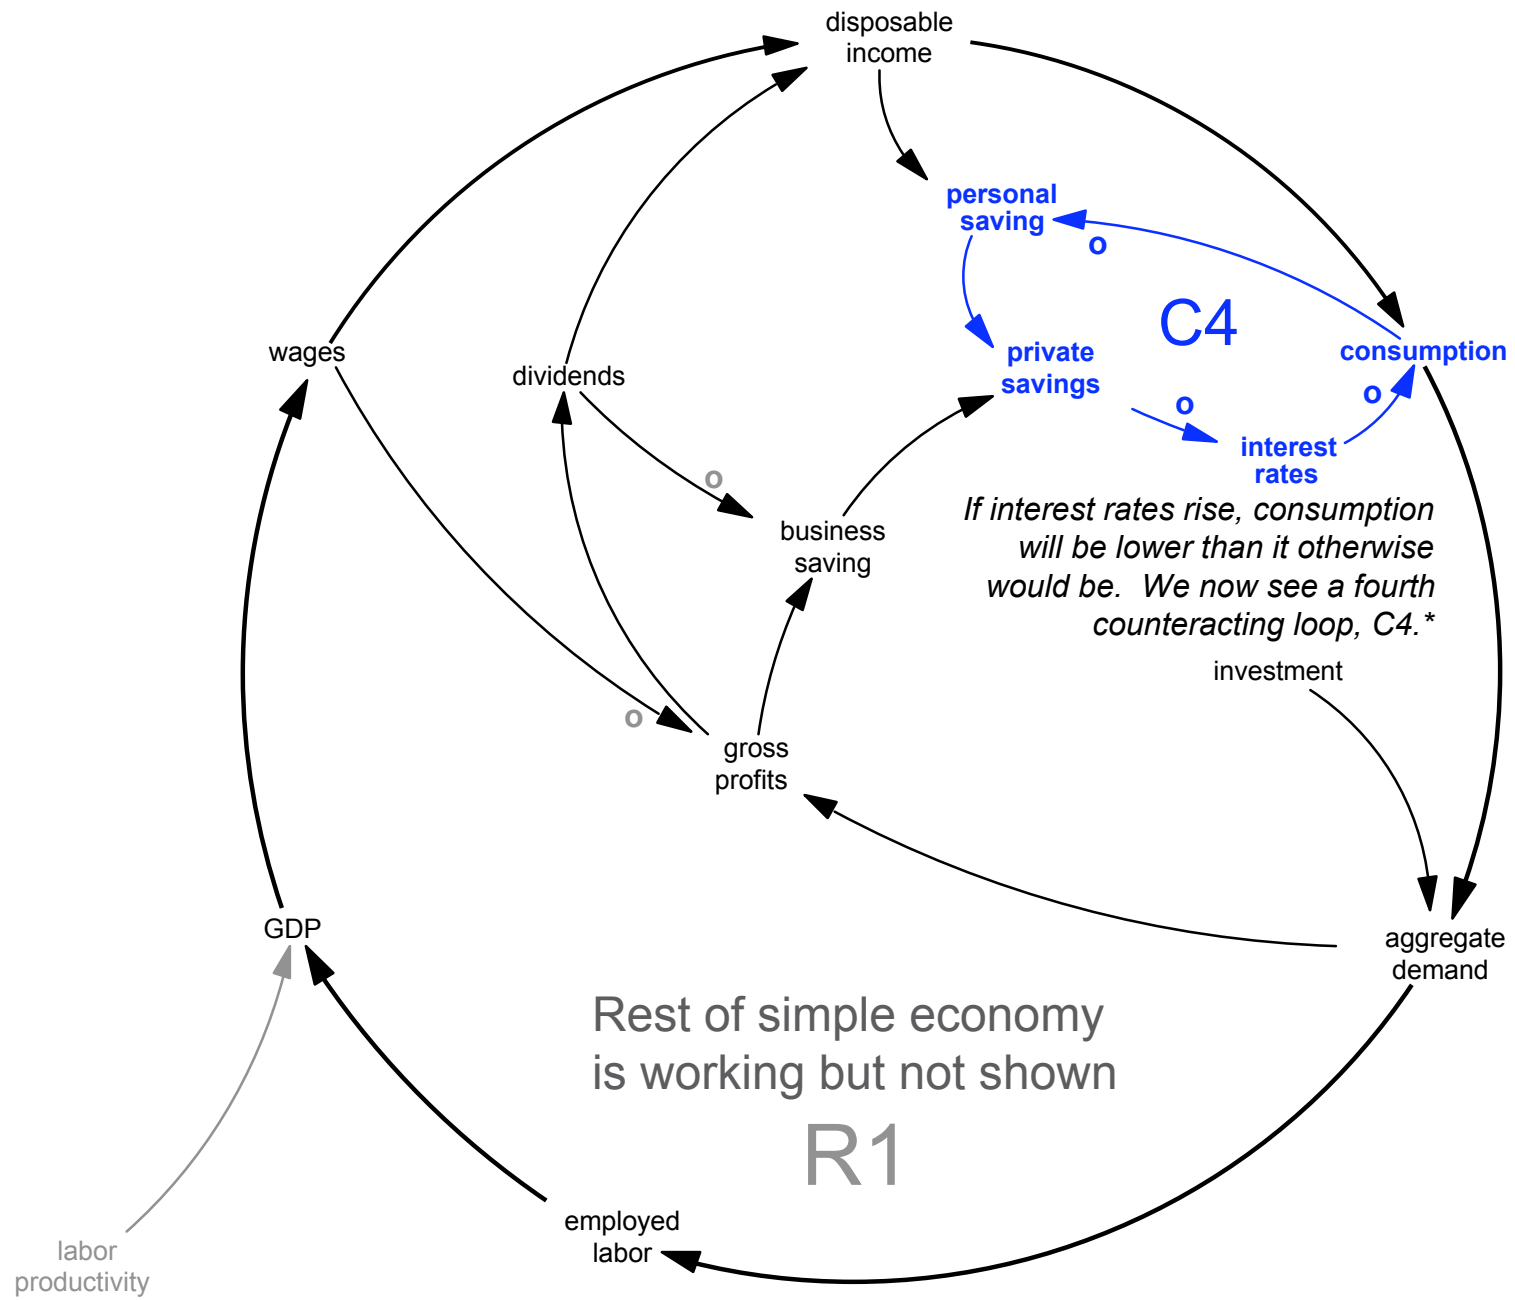 disposable
income
personal
saving
o
C4
wages
dividends
private
savings
consumption
o
o
interest
rates
o
If interest rates rise, consumption
will be lower than it otherwise
would be. We now see a fourth
counteracting loop, C4.*
business
saving
investment
o
gross
profits
GDP
aggregate
demand
Rest of simple economy
is working but not shown
R1
employed
labor
labor
productivity